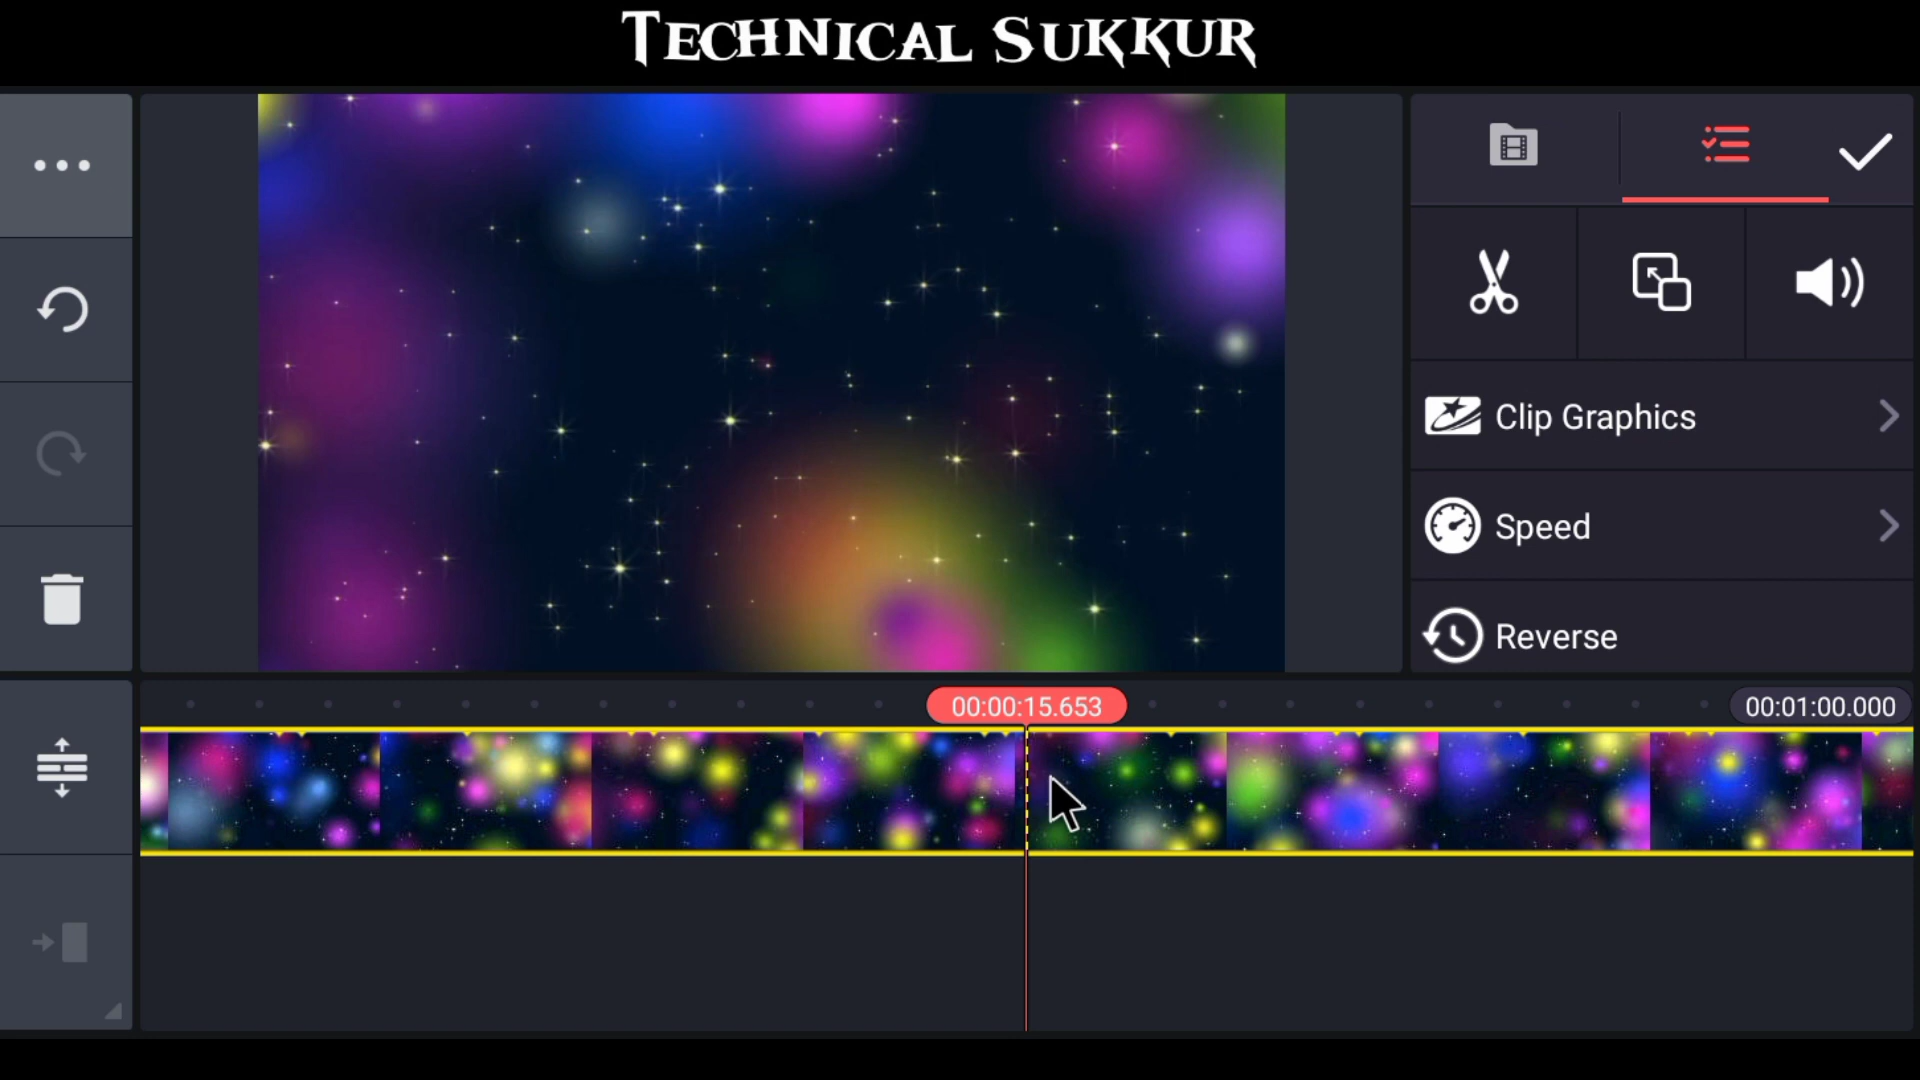 TECHNICAL SUKKUR
Clip Graphics
Speed
Reverse
00:00:15.653
00:01:00.000